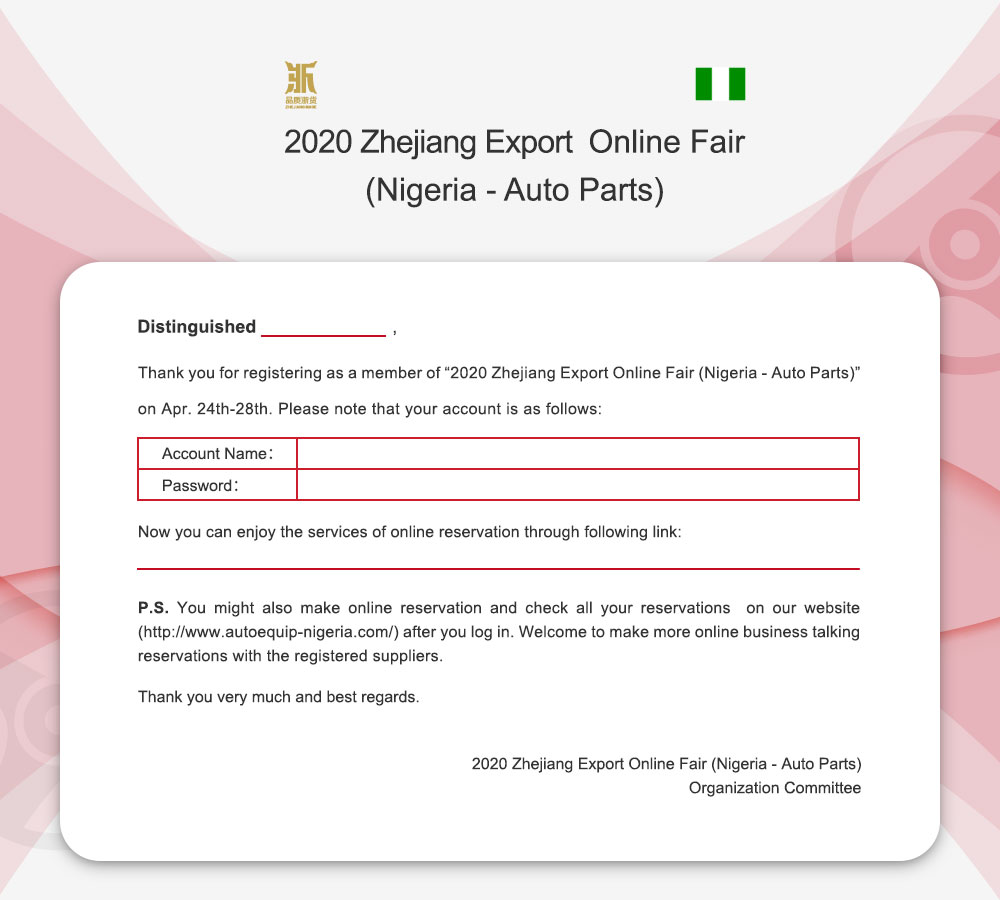 浙
品质浙货
2020 Zhejiang Export Online Fair
(Nigeria - Auto Parts)
Distinguished ____________ ,
Thank you for registering as a member of “2020 Zhejiang Export Online Fair (Nigeria - Auto Parts)”
on Apr. 24th-28th. Please note that your account is as follows:
Account Name：
Password：
Now you can enjoy the services of online reservation through following link:
P.S. You might also make online reservation and check all your reservations on our website
(http://www.autoequip-nigeria.com/) after you log in. Welcome to make more online business talking
reservations with the registered suppliers.
Thank you very much and best regards.
2020 Zhejiang Export Online Fair (Nigeria - Auto Parts)
Organization Committee